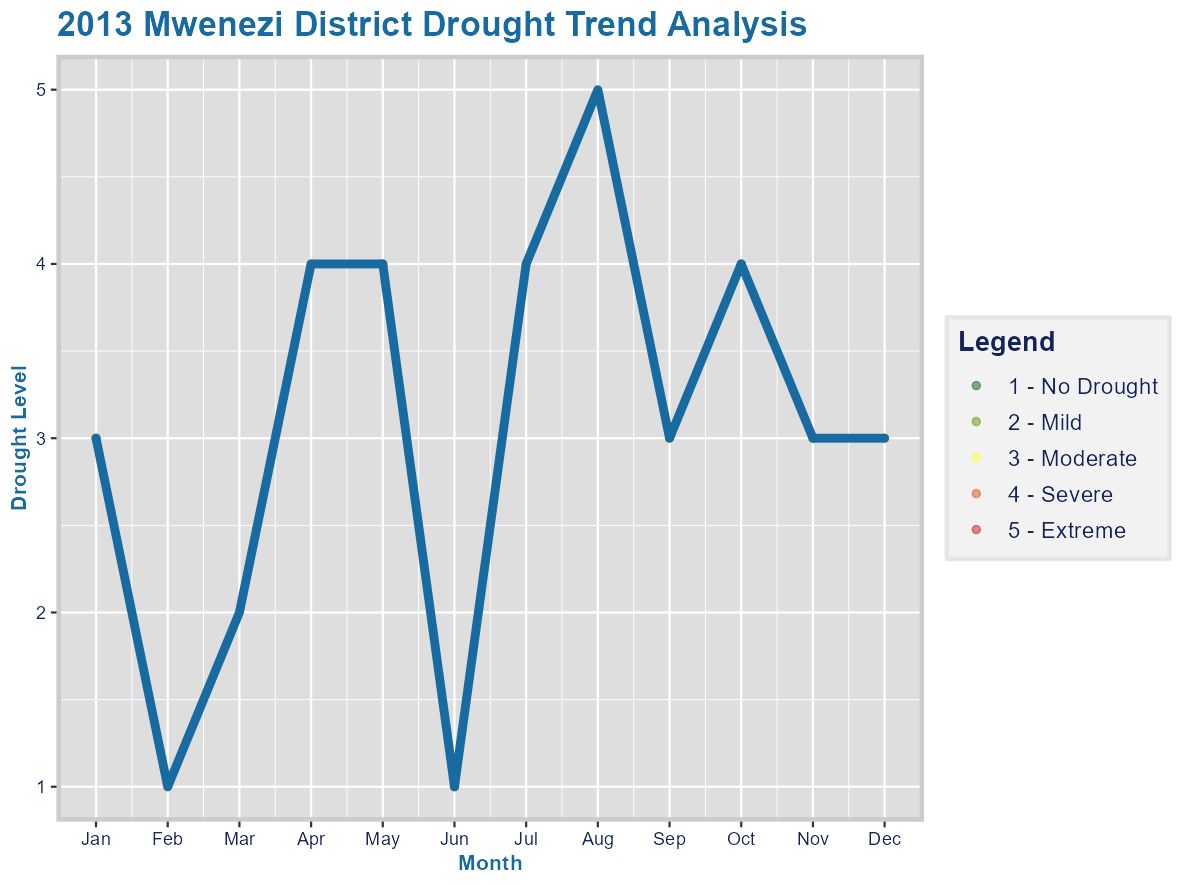 2013 Mwenezi District Drought Trend Analysis
Drought Level
5
4
3
2
1
Jan Feb Mar Apr May Jun Jul Aug Sep Oct Nov Dec
Month
Legend
1 - No Drought
2 - Mild
3 - Moderate
4 - Severe
5 - Extreme